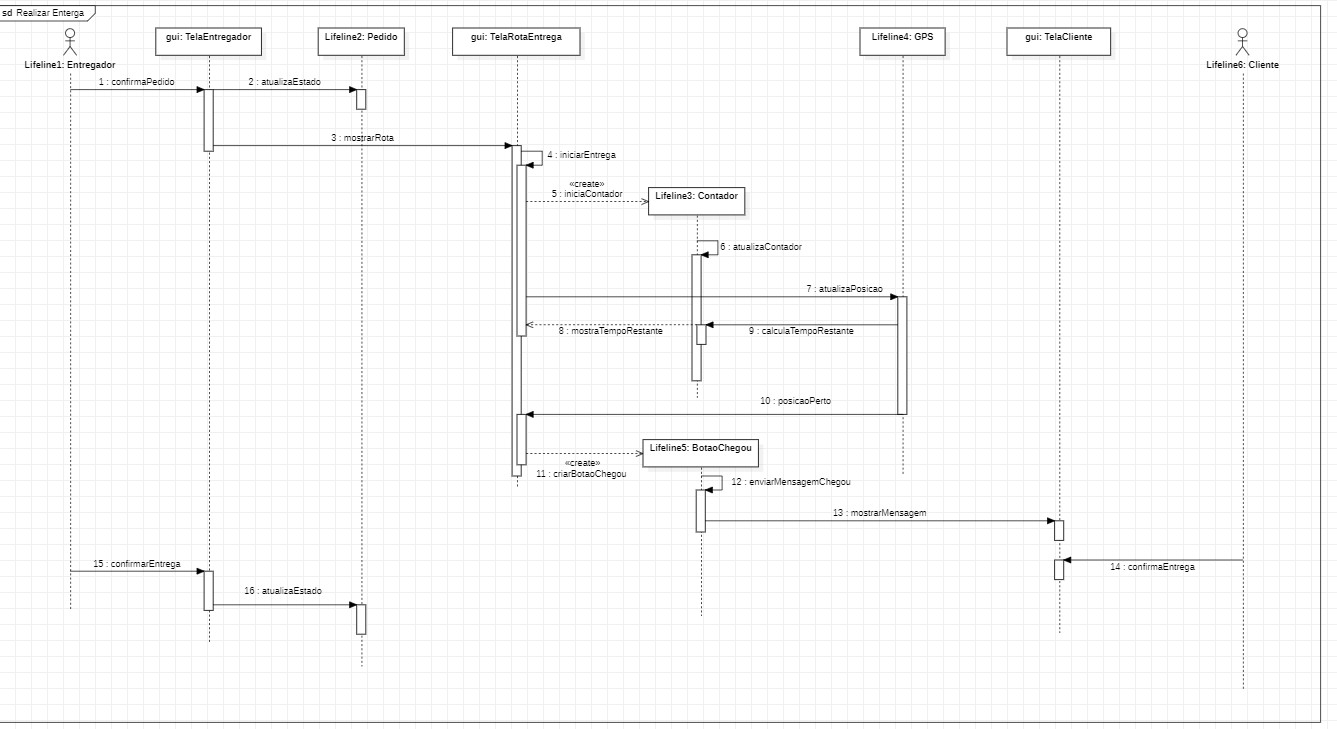 sd Realizar Enterga
gui: TelaEntregador
Lifeline2: Pedido
gui: TelaRotaEntrega
Lifeline4: GPS
gui: TelaCliente
Lifeline1: Entregador
Lifeline6: Cliente
1 : confirmaPedido
2 : atualizaEstado
3 : mostrarRota
4 : iniciarEntrega
«create»
5 : iniciaContador
Lifeline3: Contador
6 : atualizaContador
7 : atualizaPosicao
8 : mostraTempoRestante
9 : calculaTempoRestante
10 : posicaoPerto
Lifeline5: BotaoChegou
«create»
11 : criarBotaoChegou
12 : enviarMensagemChegou
13 : mostrarMensagem
15 : confirmarEntrega
14 : confirmaEntrega
16 : atualizaEstado